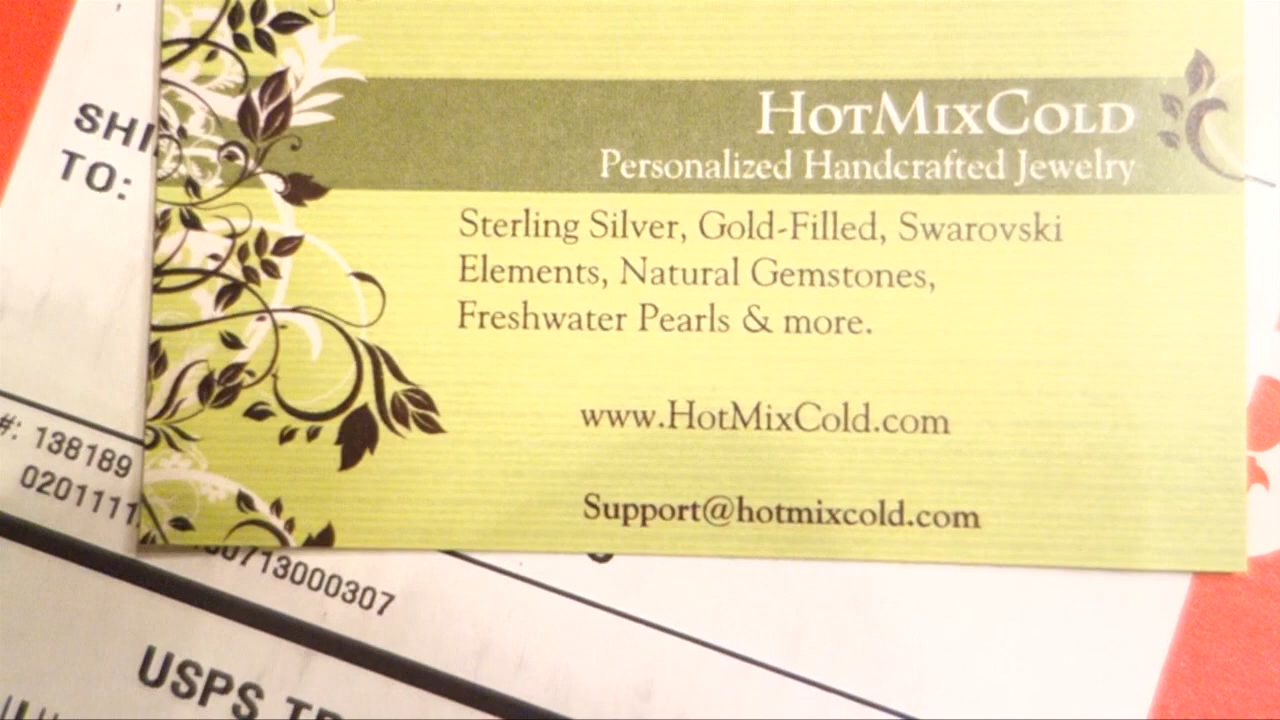 HotMixCold
Personalized Handcrafted Jewelry
Sterling Silver, Gold-Filled, Swarovski
Elements, Natural Gemstones,
Freshwater Pearls & more.
www.HotMixCold.com
Support@hotmixcold.com
TO:
#: 138189
0201111
0713000307
USPS